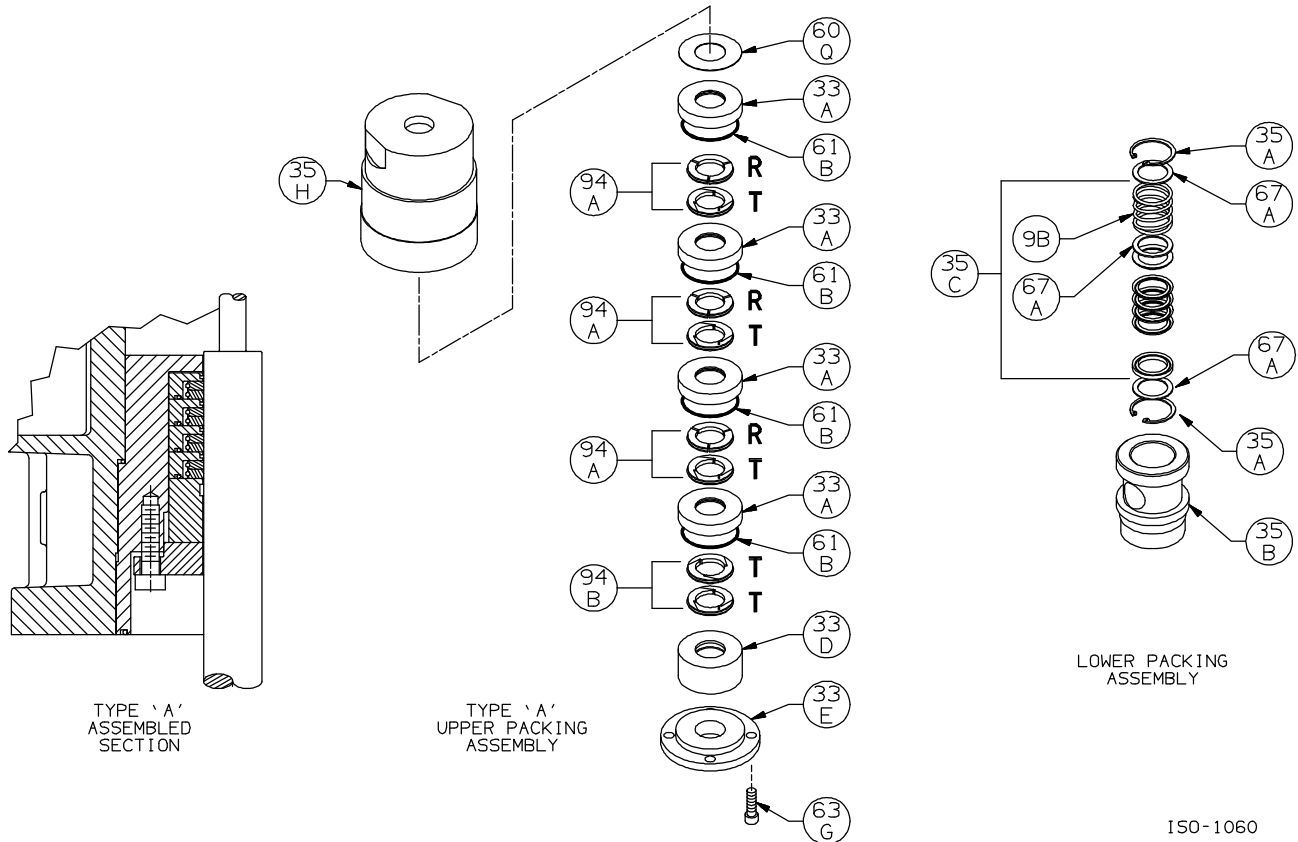 60
Q
33
A
61
B
94
A
R
T
33
A
61
B
94
A
R
T
33
A
61
B
94
A
R
T
33
A
61
B
94
B
T
T
33
D
33
E
63
G
35
H
TYPE 'A'
ASSEMBLED
SECTION
TYPE 'A'
UPPER PACKING
ASSEMBLY
35
A
67
A
9B
35
C
67
A
67
A
35
A
35
B
LOWER PACKING
ASSEMBLY
ISO-1060